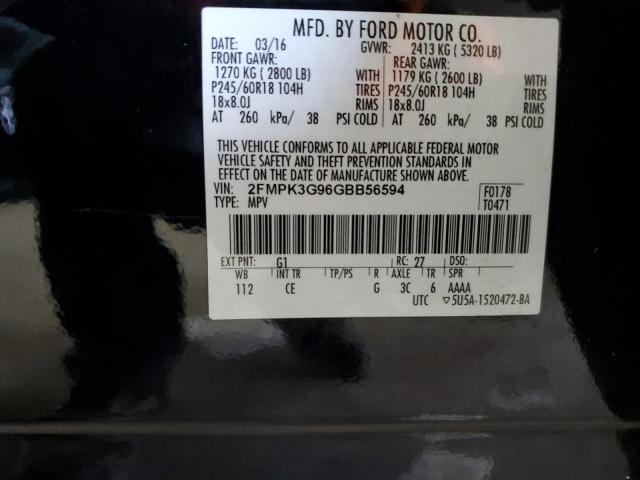 MFD. BY FORD MOTOR CO.
DATE: 03/16 GVWR: 2413 KG ( 5320 LB)
FRONT GAWR: REAR GAWR:
1270 KG ( 2800 LB) WITH 1179 KG ( 2600 LB) WITH
P245/60R18 104H TIRES P245/60R18 104H TIRES
18x8.0J RIMS 18x8.0J RIMS
AT 260 kPa/ 38 PSI COLD AT 260 kPa/ 38 PSI COLD
THIS VEHICLE CONFORMS TO ALL APPLICABLE FEDERAL MOTOR
VEHICLE SAFETY AND THEFT PREVENTION STANDARDS IN
EFFECT ON THE DATE OF MANUFACTURE SHOWN ABOVE.
VIN: 2FMPK3G96GBB56594 F0178
TYPE: MPV T0471
EXT PNT: G1 RC: 27 DSO:
WB INT TR TP/PS R AXLE TR SPR
112 CE G 3C 6 AAAA
UTC ▽5U5A-1520472-BA